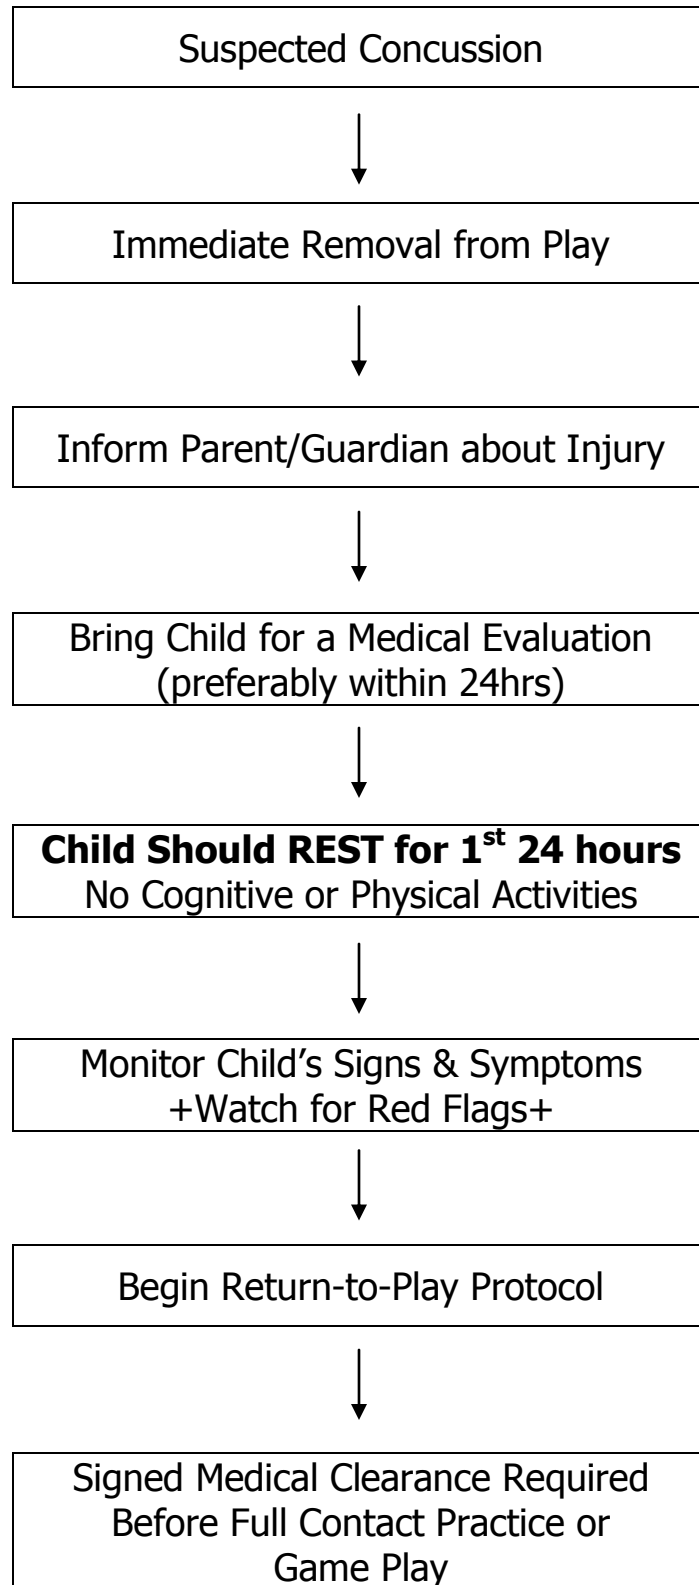 Suspected Concussion
Immediate Removal from Play
Inform Parent/Guardian about Injury
Bring Child for a Medical Evaluation
(preferably within 24hrs)
Child Should REST for 1st 24 hours
No Cognitive or Physical Activities
Monitor Child’s Signs & Symptoms
+Watch for Red Flags+
Begin Return-to-Play Protocol
Signed Medical Clearance Required
Before Full Contact Practice or
Game Play